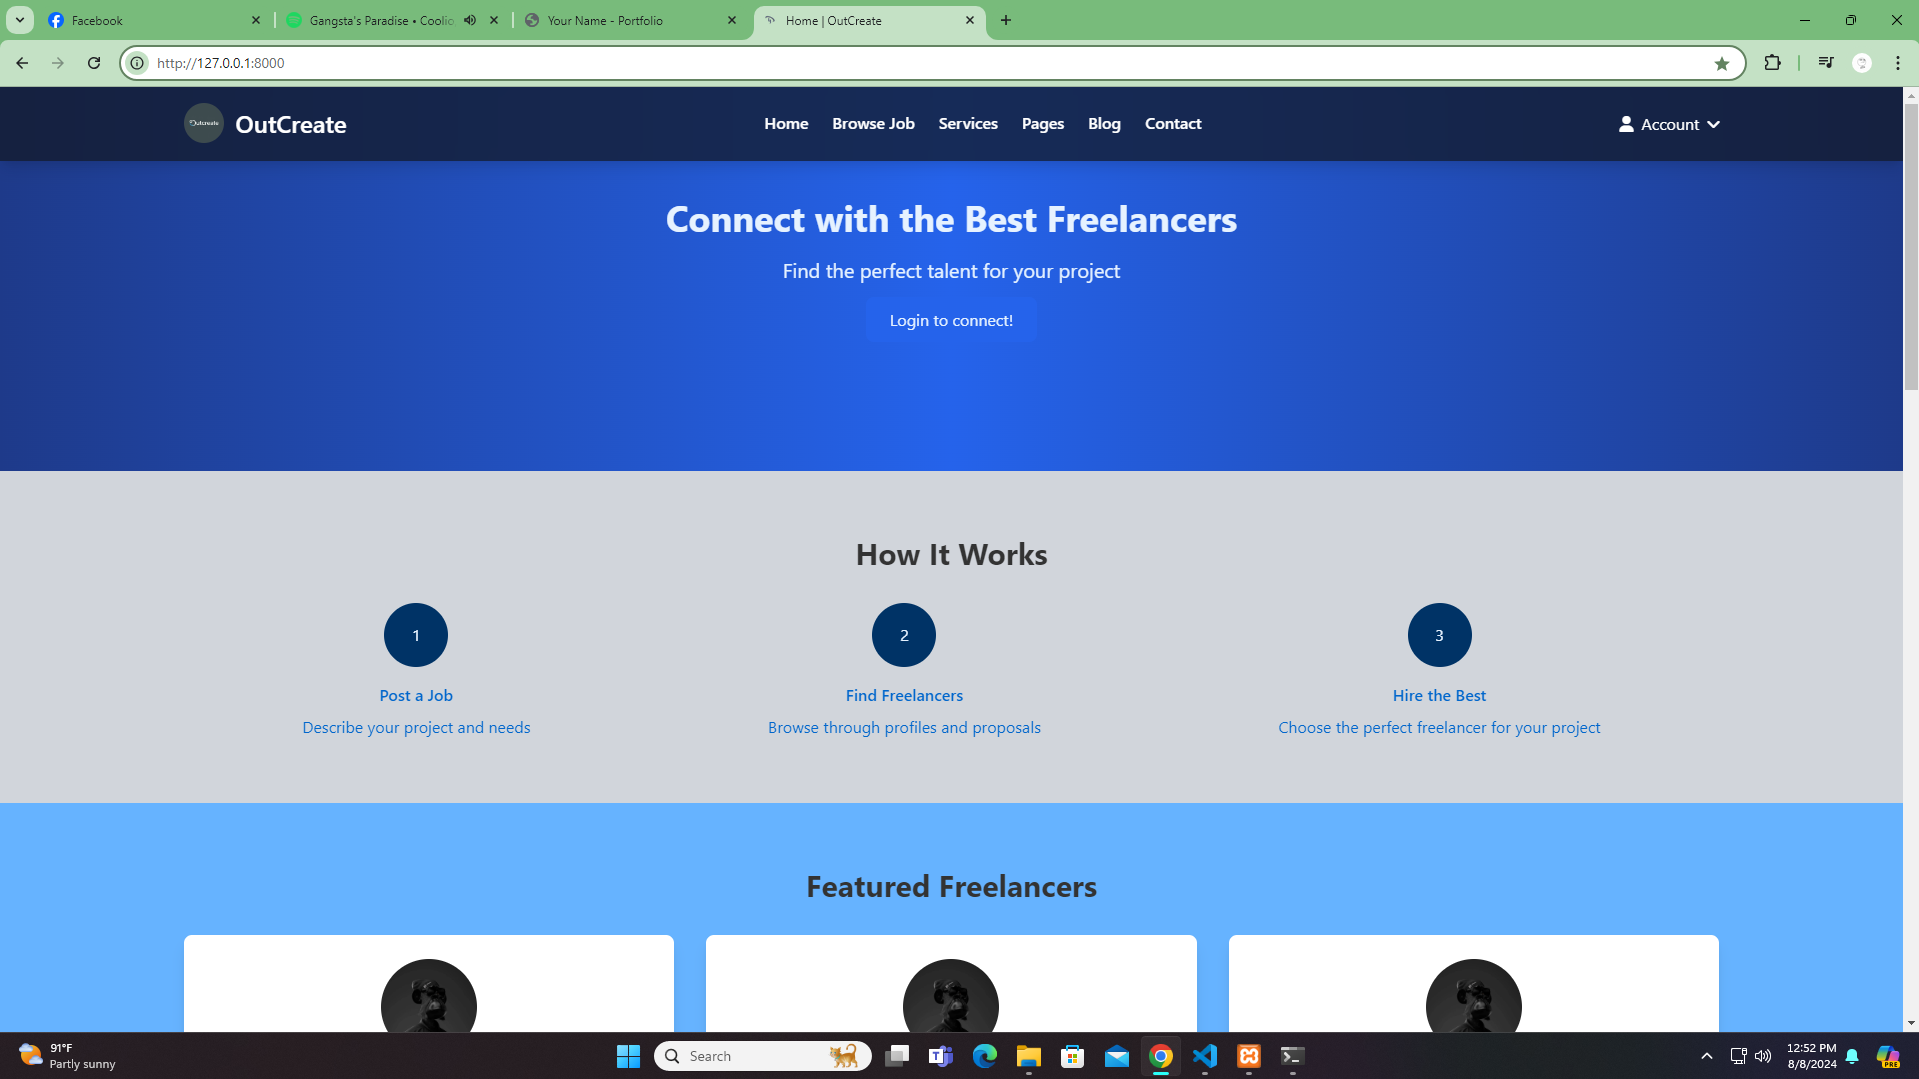 Facebook
Gangsta's Paradise • Coolio
Your Name - Portfolio
Home | OutCreate
http://127.0.0.1:8000
Outcreate
OutCreate
Home
Browse Job
Services
Pages
Blog
Contact
Account
Connect with the Best Freelancers
Find the perfect talent for your project
Login to connect!
How It Works
1
2
3
Post a Job
Find Freelancers
Hire the Best
Describe your project and needs
Browse through profiles and proposals
Choose the perfect freelancer for your project
Featured Freelancers
91°F
Partly sunny
Search
12:52 PM
8/8/2024
PRE